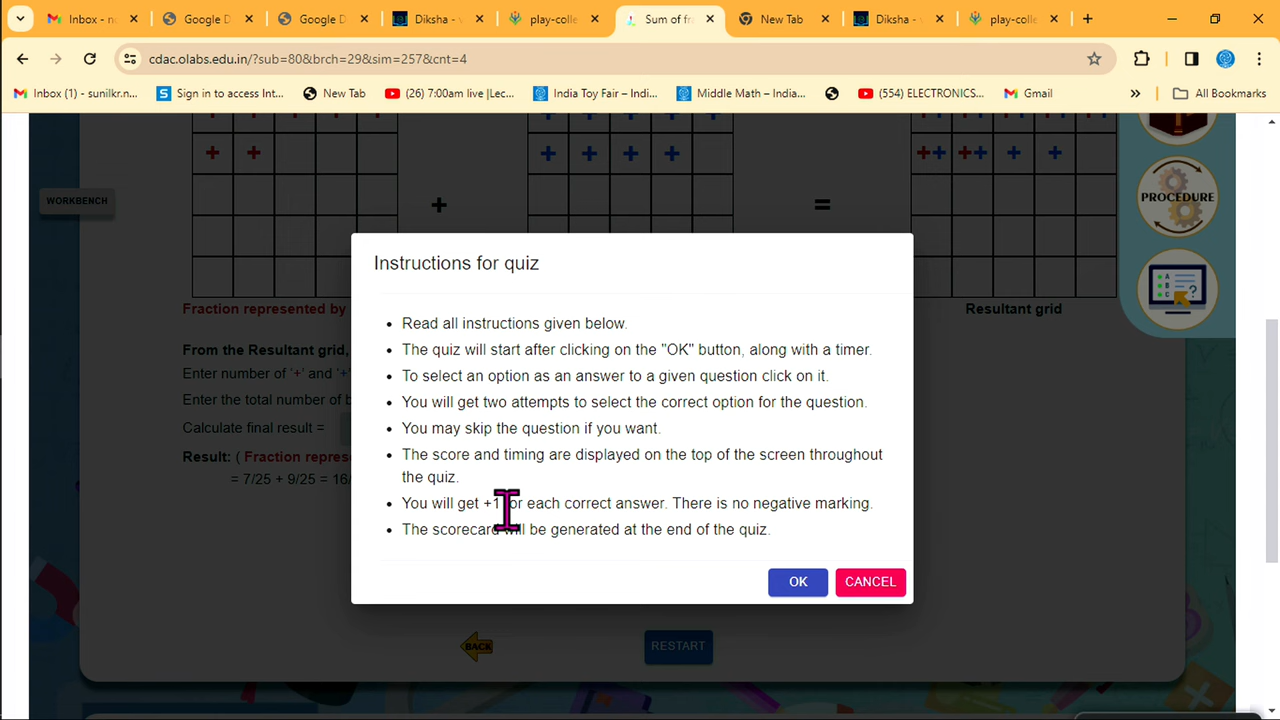 Inbox - n
Google D
Google D
Diksha - v
play-colle
Sum of fra
New Tab
Diksha - v
play-colle
cdac.olabs.edu.in/?sub=80&brch=29&sim=257&cnt=4
Inbox (1) - sunilkr.n...
Sign in to access Int...
New Tab
(26) 7:00am live |Lec...
India Toy Fair – Indi...
Middle Math – India...
(554) ELECTRONICS...
Gmail
»
All Bookmarks
WORKBENCH
+
=
PROCEDURE
Fraction represented by
Resultant grid
From the Resultant grid,
Enter number of '+' and '+'
Enter the total number of b
Calculate final result =
Result: ( Fraction repres
= 7/25 + 9/25 = 16/
Instructions for quiz
• Read all instructions given below.
• The quiz will start after clicking on the "OK" button, along with a timer.
• To select an option as an answer to a given question click on it.
• You will get two attempts to select the correct option for the question.
• You may skip the question if you want.
• The score and timing are displayed on the top of the screen throughout
the quiz.
• You will get +1 for each correct answer. There is no negative marking.
• The scorecard will be generated at the end of the quiz.
OK
CANCEL
BACK
RESTART